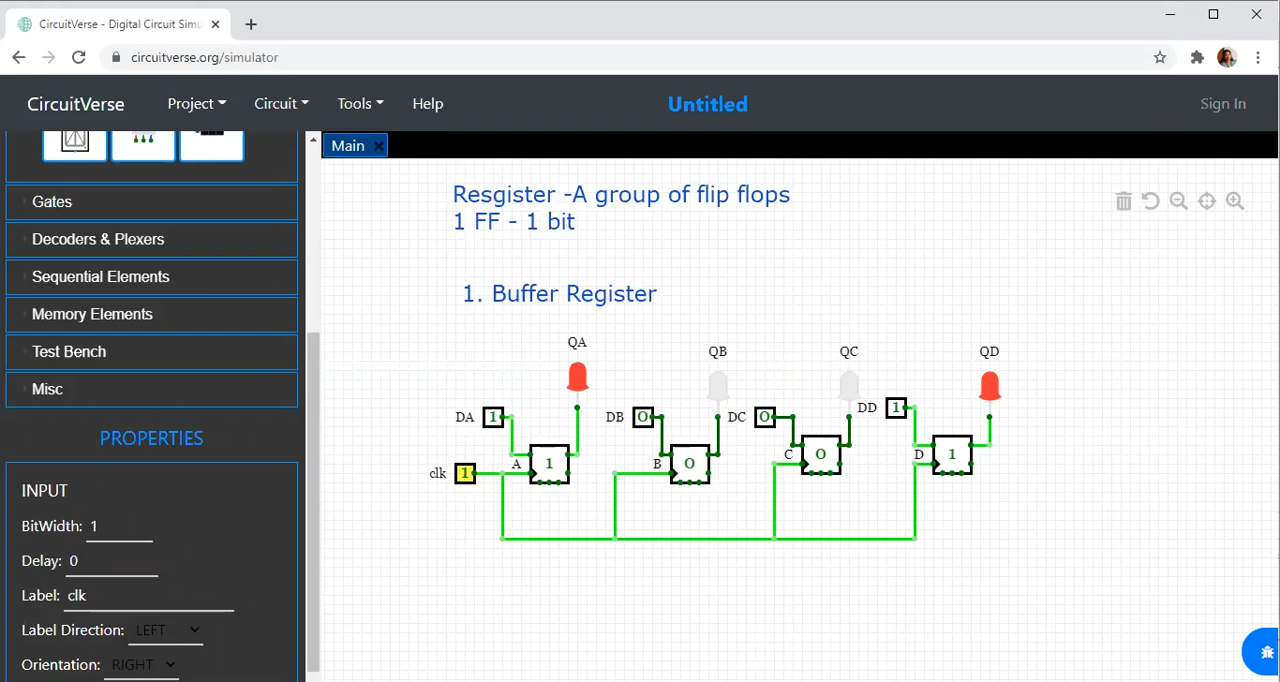 CircuitVerse - Digital Circuit Simu
circuitverse.org/simulator
CircuitVerse
Project
Circuit
Tools
Help
Untitled
Sign In
Main
Gates
Decoders & Plexers
Sequential Elements
Memory Elements
Test Bench
Misc
PROPERTIES
INPUT
BitWidth: 1
Delay: 0
Label: clk
Label Direction: LEFT
Orientation: RIGHT
Resgister -A group of flip flops
1 FF - 1 bit
1. Buffer Register
QA
QB
QC
QD
DA 1
DB 0
DC 0
DD 1
clk 1
A 1
B 0
C 0
D 1